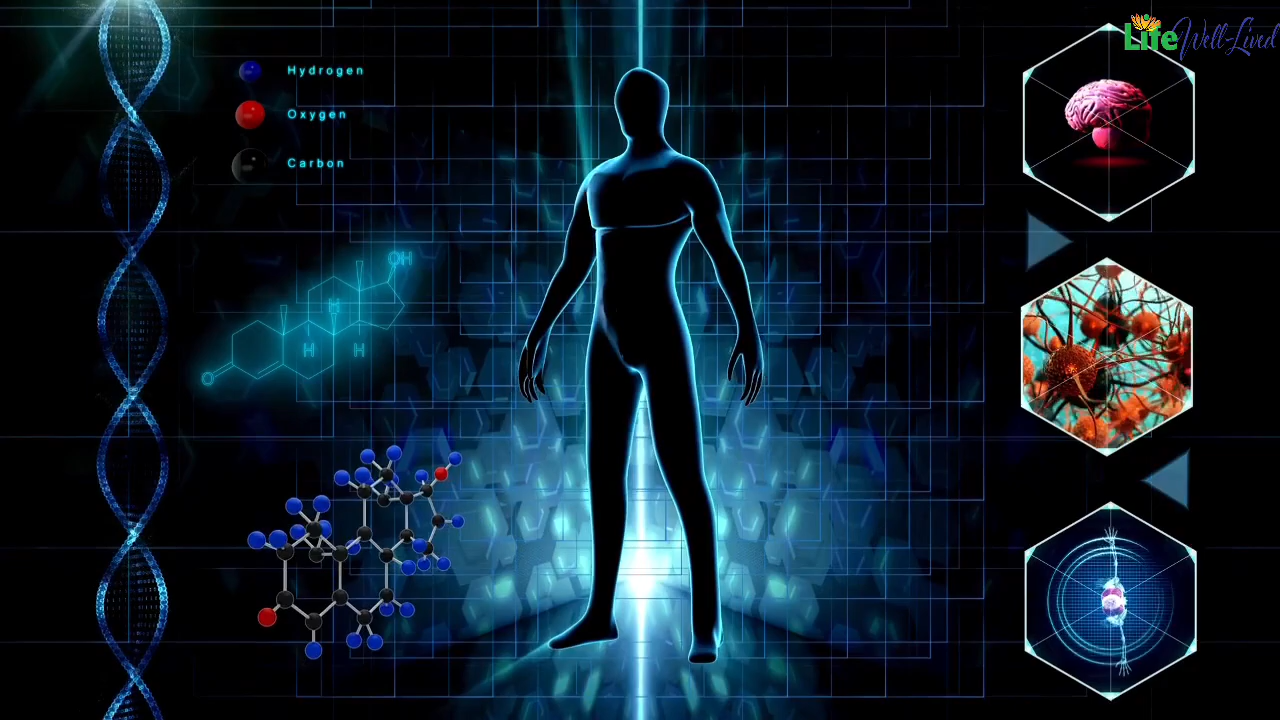 Life Well-Lived
Hydrogen
Oxygen
Carbon
OH
H
H H
O